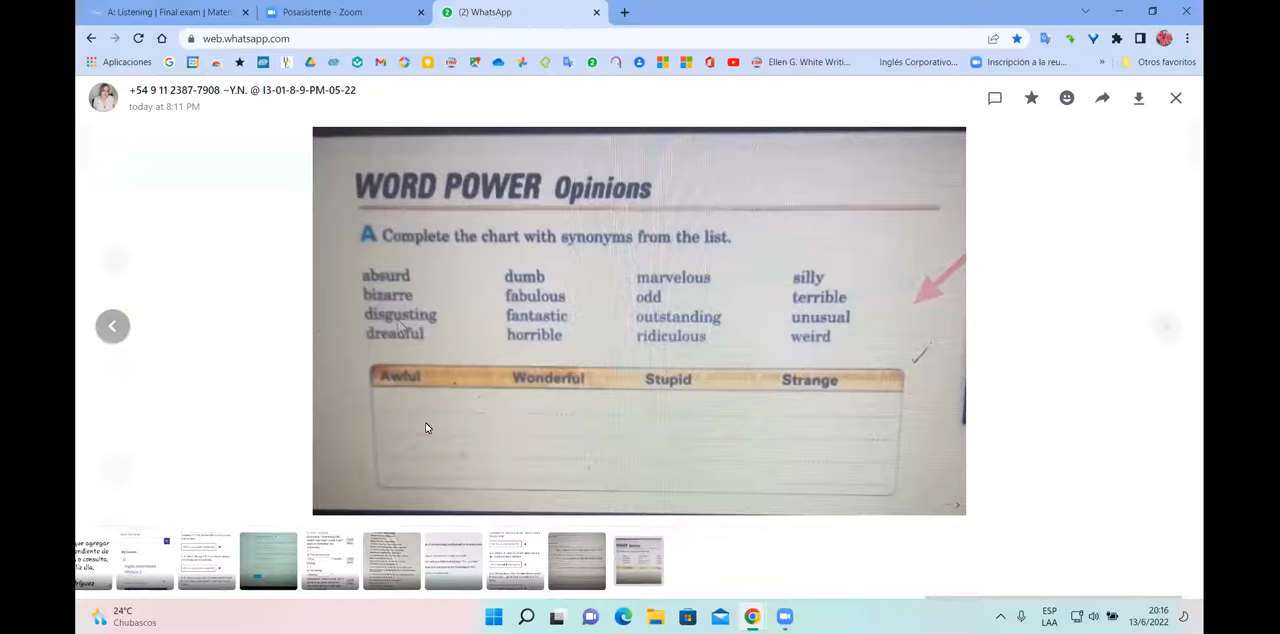 A: Listening | Final exam | Mater
Posasistente - Zoom
(2) WhatsApp
web.whatsapp.com
Aplicaciones
Ellen G. White Writi...
Inglés Corporativo...
Inscripción a la reu...
Otros favoritos
+54 9 11 2387-7908 ~Y.N. @ I3-01-8-9-PM-05-22
today at 8:11 PM
WORD POWER Opinions
A Complete the chart with synonyms from the list.
absurd dumb marvelous silly
bizarre fabulous odd terrible
disgusting fantastic outstanding unusual
dreadful horrible ridiculous weird
Awful Wonderful Stupid Strange
24°C
Chubascos
ESP
LAA
20:16
13/6/2022